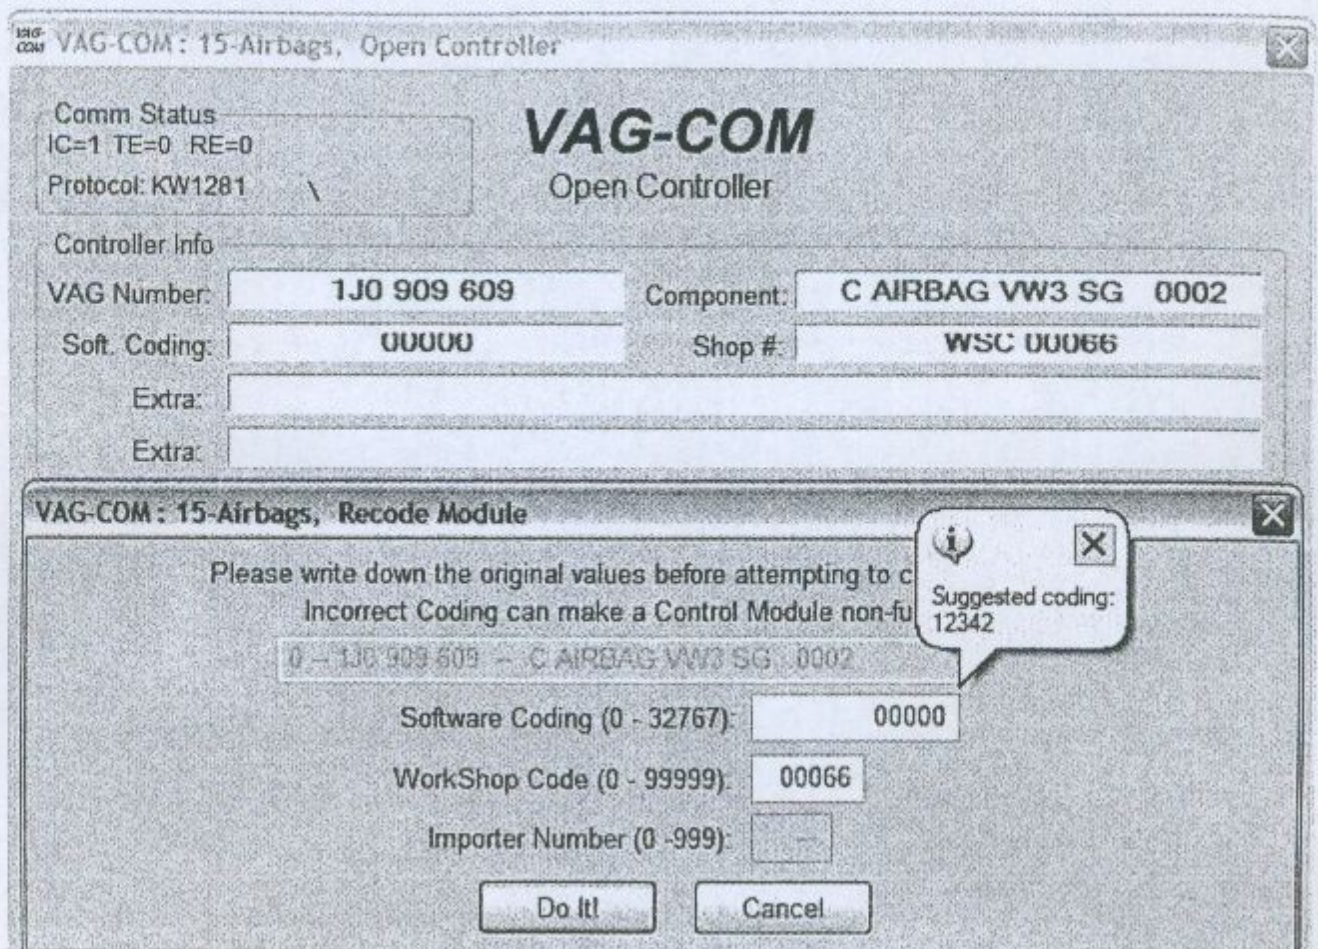 VAG-COM VAG-COM: 15-Airbags, Open Controller
Comm Status
IC=1 TE=0 RE=0
Protocol: KW1281 \
VAG-COM
Open Controller
Controller Info
VAG Number: 1J0 909 609 Component: C AIRBAG VW3 SG 0002
Soft. Coding: 00000 Shop #: WSC 00066
Extra:
Extra:
VAG-COM: 15-Airbags, Recode Module
Please write down the original values before attempting to c
Incorrect Coding can make a Control Module non-fu
Suggested coding:
12342
0 -- 1J0 909 609 -- C AIRBAG VW3 SG 0002
Software Coding (0 - 32767): 00000
WorkShop Code (0 - 99999): 00066
Importer Number (0 -999): ---
Do It! Cancel